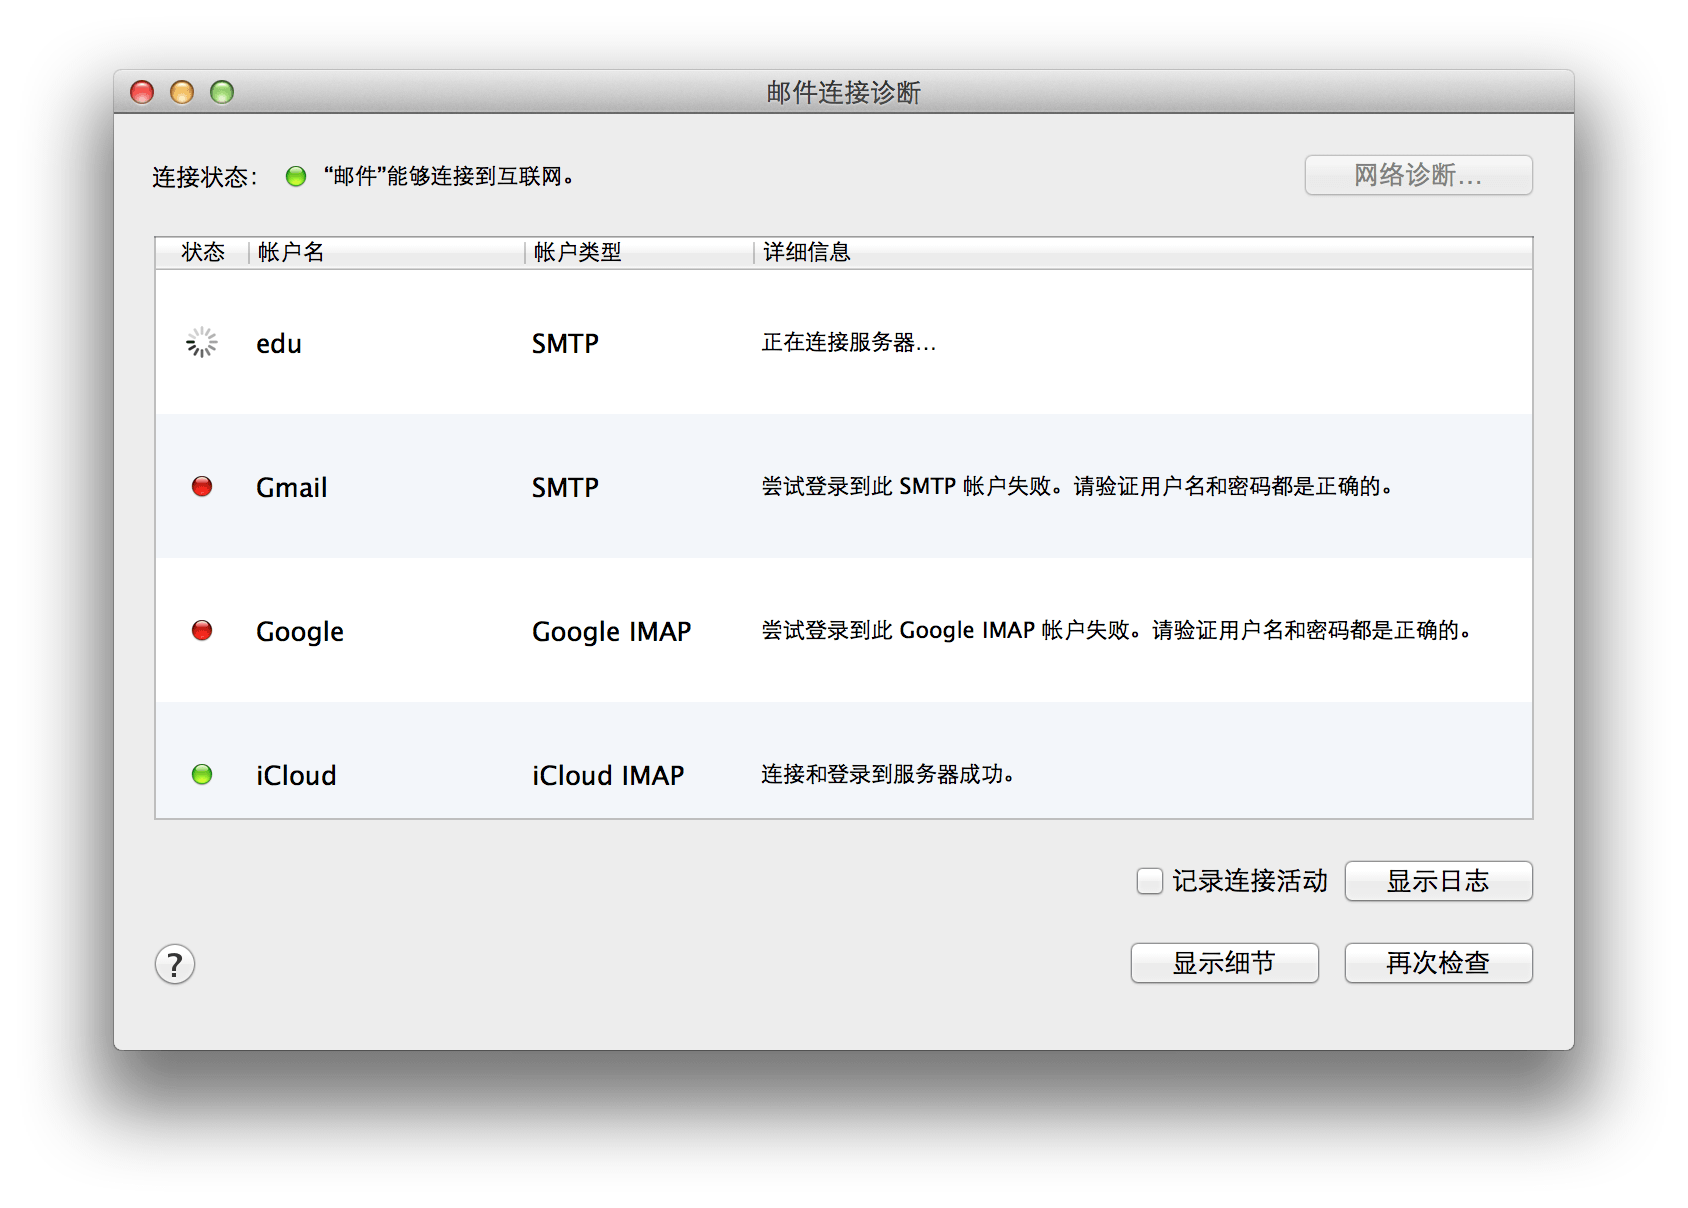 邮件连接诊断
连接状态： “邮件”能够连接到互联网。 网络诊断…
状态 帐户名 帐户类型 详细信息
edu SMTP 正在连接服务器…
Gmail SMTP 尝试登录到此 SMTP 帐户失败。请验证用户名和密码都是正确的。
Google Google IMAP 尝试登录到此 Google IMAP 帐户失败。请验证用户名和密码都是正确的。
iCloud iCloud IMAP 连接和登录到服务器成功。
记录连接活动 显示日志
? 显示细节 再次检查